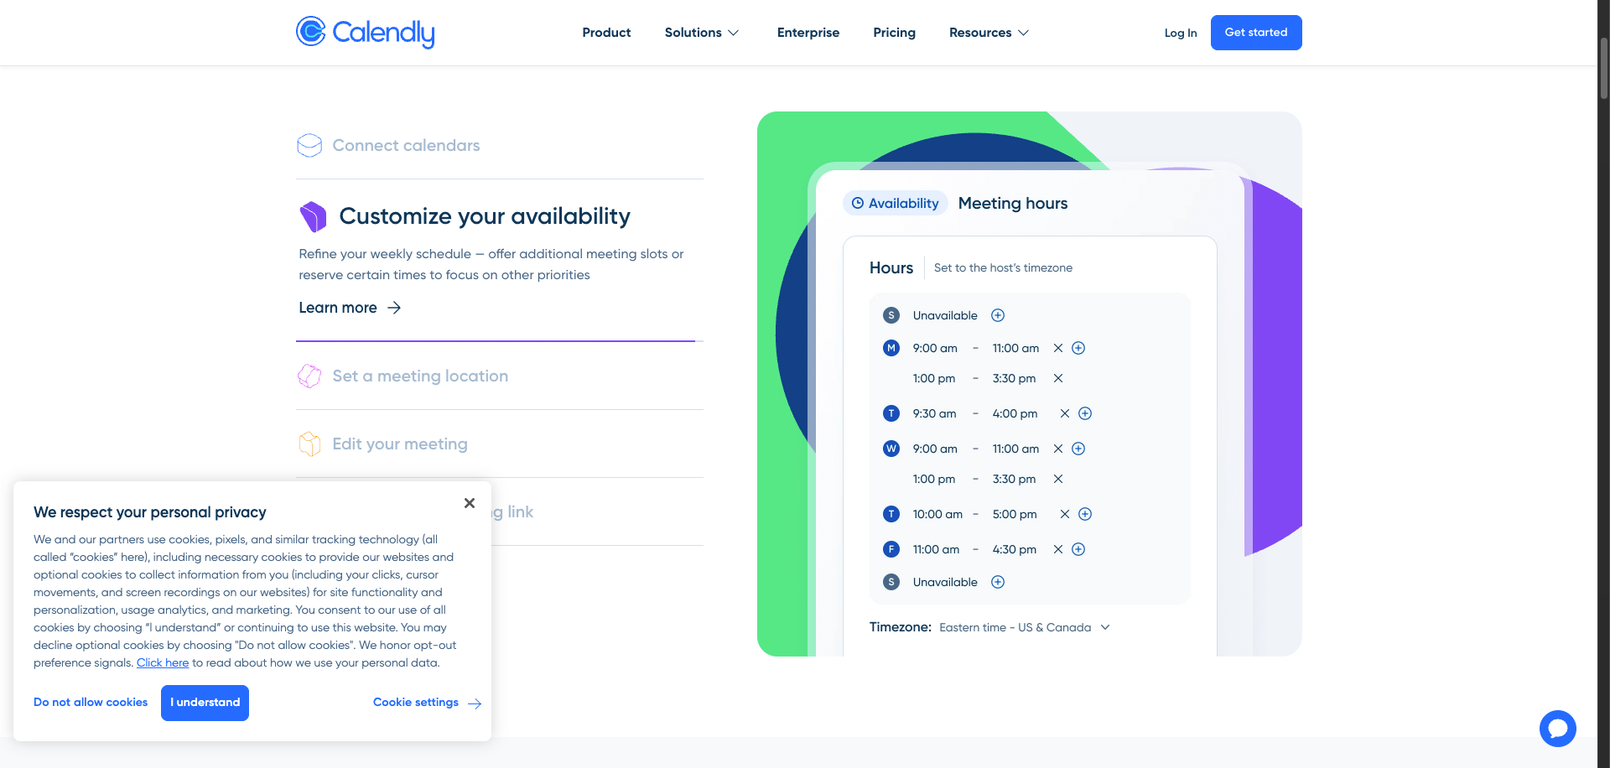 Calendly
Product
Solutions
Enterprise
Pricing
Resources
Log In
Get started
Connect calendars
Customize your availability
Refine your weekly schedule — offer additional meeting slots or
reserve certain times to focus on other priorities
Learn more
Set a meeting location
Edit your meeting
link
We respect your personal privacy
We and our partners use cookies, pixels, and similar tracking technology (all
called “cookies” here), including necessary cookies to provide our websites and
optional cookies to collect information from you (including your clicks, cursor
movements, and screen recordings on our websites) for site functionality and
personalization, usage analytics, and marketing. You consent to our use of all
cookies by choosing “I understand” or continuing to use this website. You may
decline optional cookies by choosing "Do not allow cookies". We honor opt-out
preference signals. Click here to read about how we use your personal data.
Do not allow cookies
I understand
Cookie settings
Availability Meeting hours
Hours Set to the host’s timezone
S Unavailable
M 9:00 am - 11:00 am
1:00 pm - 3:30 pm
T 9:30 am - 4:00 pm
W 9:00 am - 11:00 am
1:00 pm - 3:30 pm
T 10:00 am - 5:00 pm
F 11:00 am - 4:30 pm
S Unavailable
Timezone: Eastern time - US & Canada